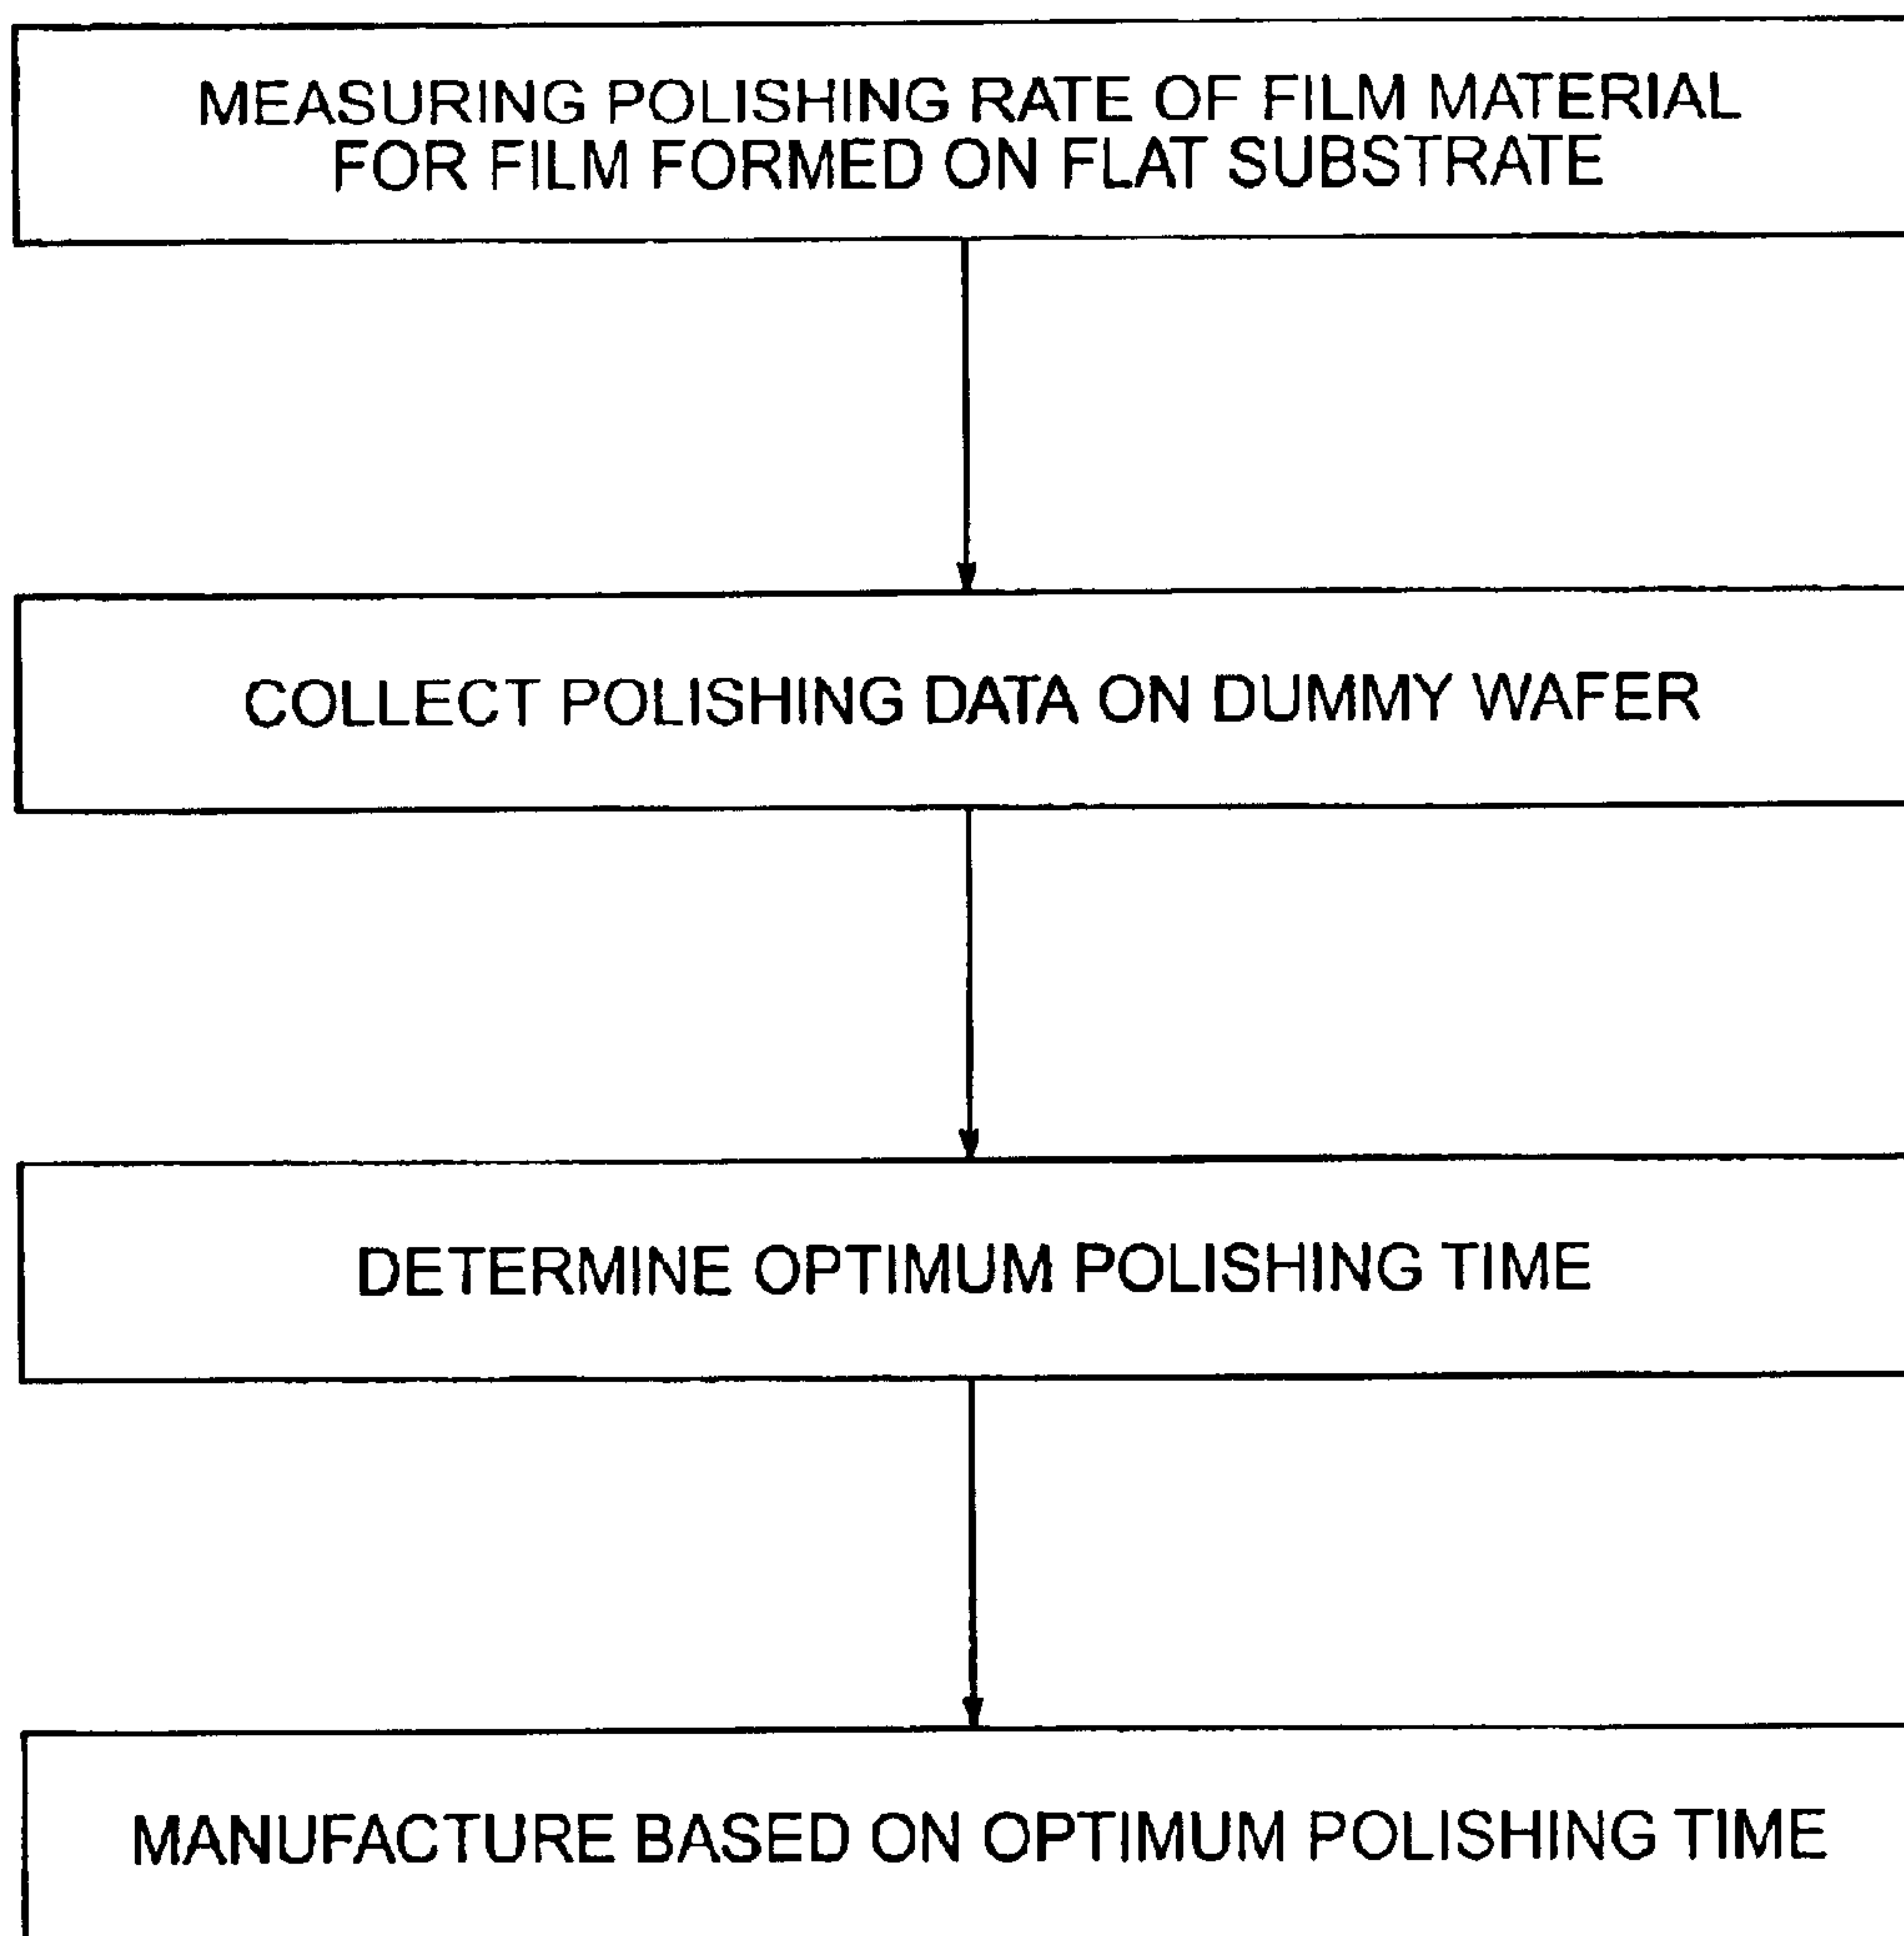 MEASURING POLISHING RATE OF FILM MATERIAL
FOR FILM FORMED ON FLAT SUBSTRATE
COLLECT POLISHING DATA ON DUMMY WAFER
DETERMINE OPTIMUM POLISHING TIME
MANUFACTURE BASED ON OPTIMUM POLISHING TIME